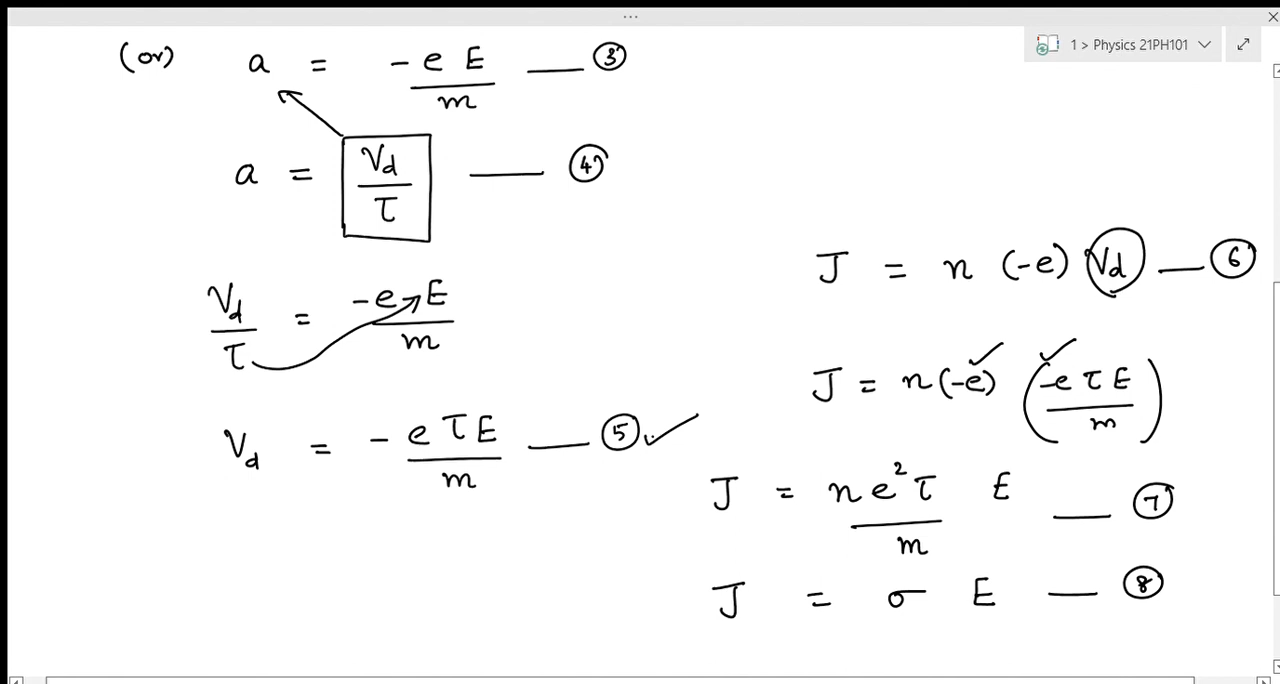 1 > Physics 21PH101
(or) a = -eE/m — ③
a = Vd/τ — ④
Vd/τ = -eE/m
Vd = -eτE/m — ⑤ ✓
J = n (-e) Vd — ⑥
J = n(-e) (-eτE/m)
J = ne²τ/m E — ⑦
J = σ E — ⑧